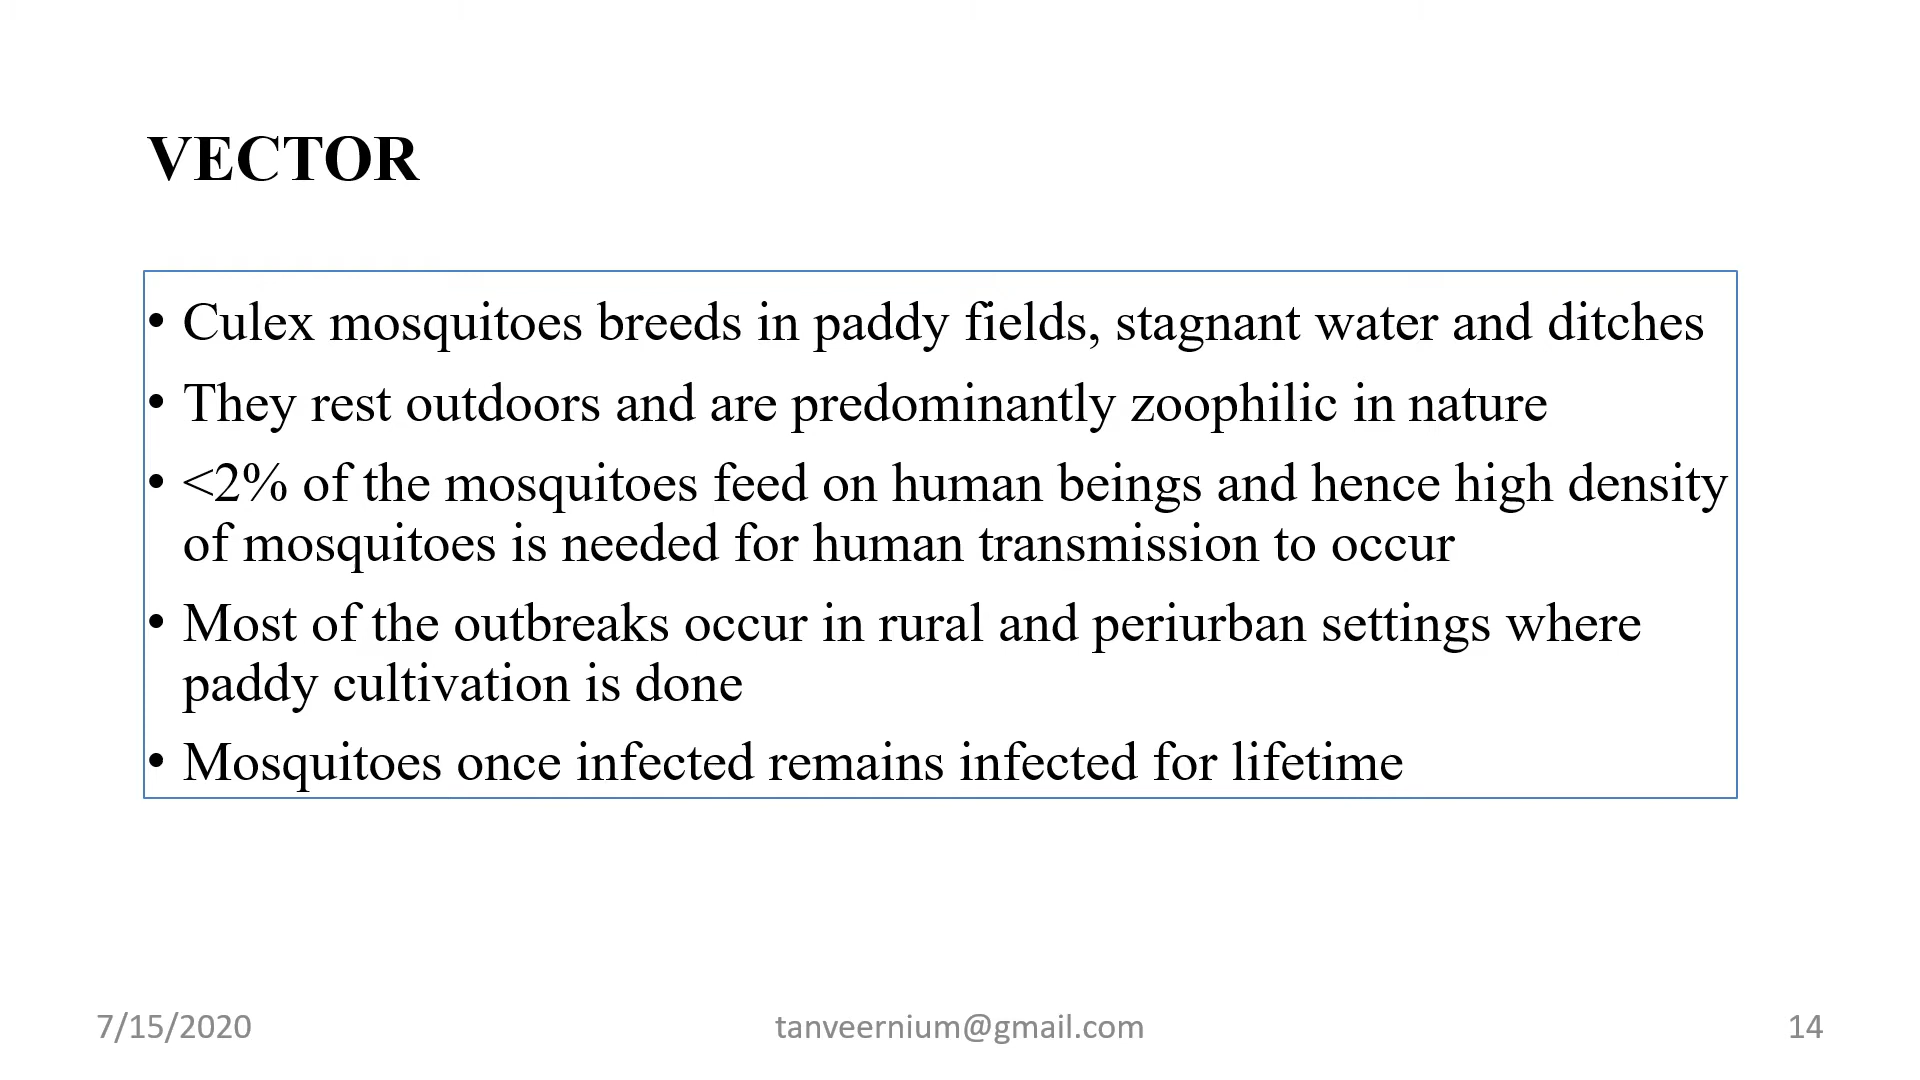 VECTOR
• Culex mosquitoes breeds in paddy fields, stagnant water and ditches
• They rest outdoors and are predominantly zoophilic in nature
• <2% of the mosquitoes feed on human beings and hence high density
of mosquitoes is needed for human transmission to occur
• Most of the outbreaks occur in rural and periurban settings where
paddy cultivation is done
• Mosquitoes once infected remains infected for lifetime
7/15/2020
tanveernium@gmail.com
14